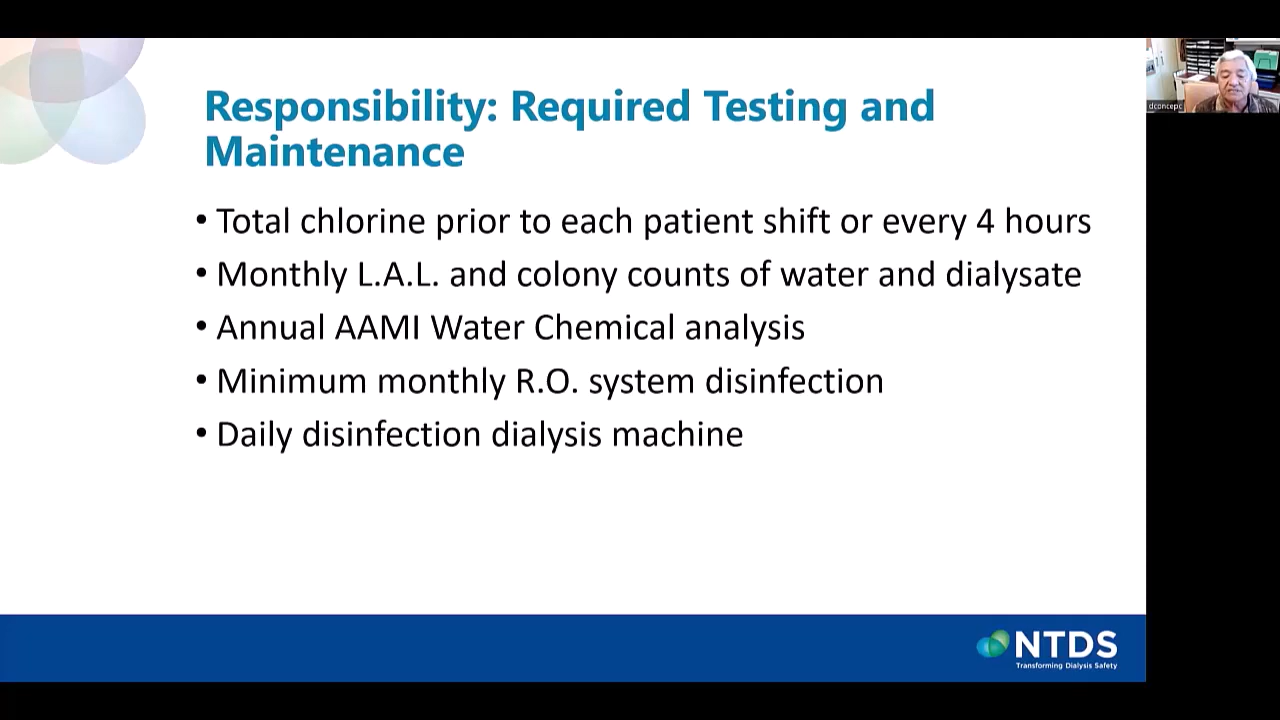 Responsibility: Required Testing and
Maintenance
• Total chlorine prior to each patient shift or every 4 hours
• Monthly L.A.L. and colony counts of water and dialysate
• Annual AAMI Water Chemical analysis
• Minimum monthly R.O. system disinfection
• Daily disinfection dialysis machine
NTDS
Transforming Dialysis Safety
dconcepc